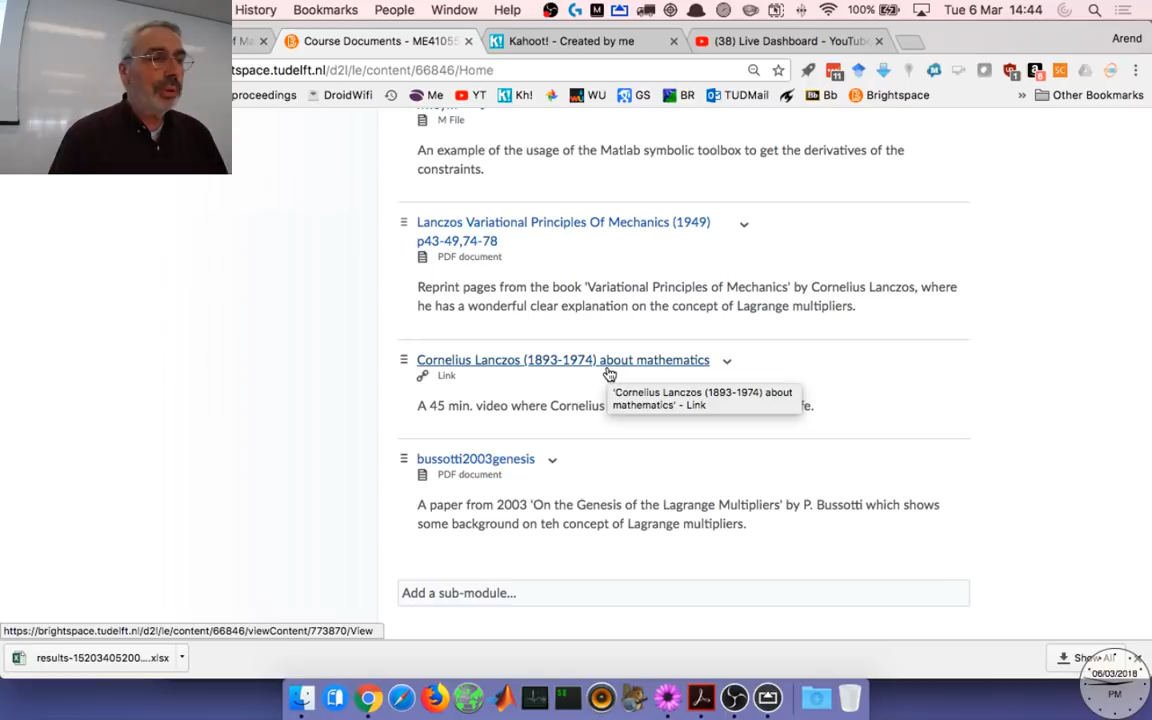 History Bookmarks People Window Help 100% Tue 6 Mar 14:44
Course Documents - ME41055 Kahoot! - Created by me (38) Live Dashboard - YouTube Arend
tspace.tudelft.nl/d2l/le/content/66846/Home
proceedings DroidWifi Me YT Kh! WU GS BR TUDMail Bb Brightspace » Other Bookmarks
M File
An example of the usage of the Matlab symbolic toolbox to get the derivatives of the
constraints.
Lanczos Variational Principles Of Mechanics (1949)
p43-49,74-78
PDF document
Reprint pages from the book 'Variational Principles of Mechanics' by Cornelius Lanczos, where
he has a wonderful clear explanation on the concept of Lagrange multipliers.
Cornelius Lanczos (1893-1974) about mathematics
Link
'Cornelius Lanczos (1893-1974) about
mathematics' - Link
A 45 min. video where Cornelius fe.
bussotti2003genesis
PDF document
A paper from 2003 'On the Genesis of the Lagrange Multipliers' by P. Bussotti which shows
some background on teh concept of Lagrange multipliers.
Add a sub-module...
https://brightspace.tudelft.nl/d2l/le/content/66846/viewContent/773870/View
results-15203405200....xlsx Show All
06/03/2018
PM